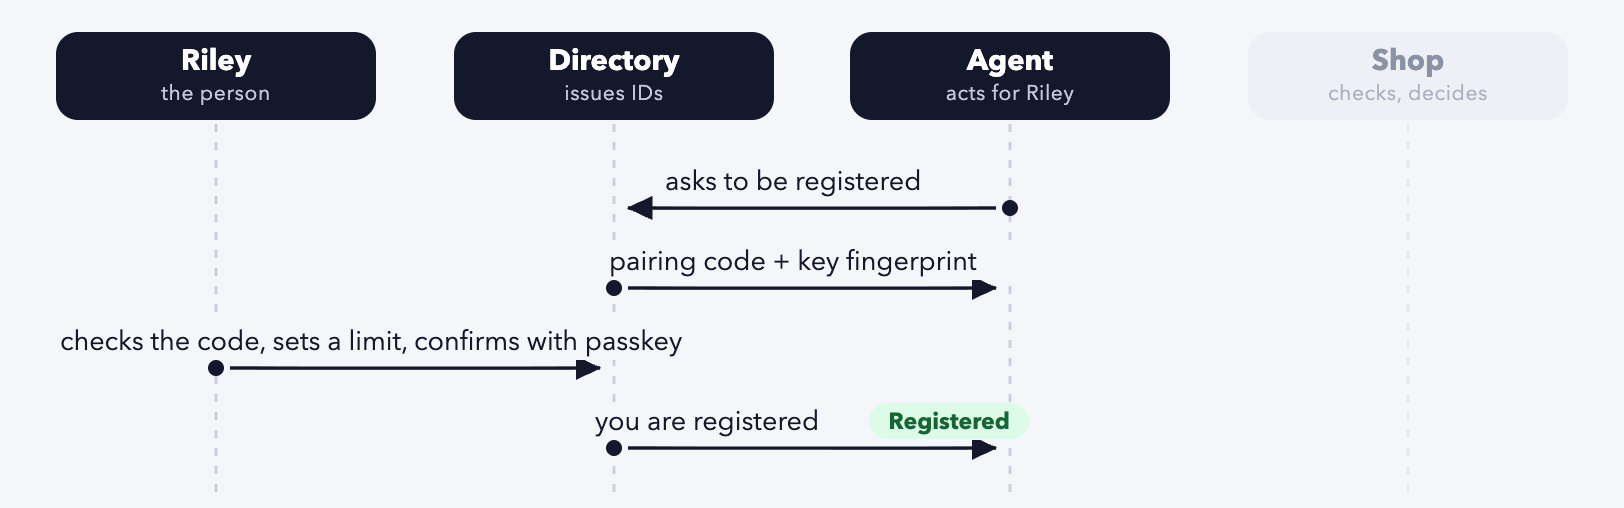 Riley
the person
Directory
issues IDs
Agent
acts for Riley
Shop
checks, decides
asks to be registered
pairing code + key fingerprint
checks the code, sets a limit, confirms with passkey
you are registered
Registered